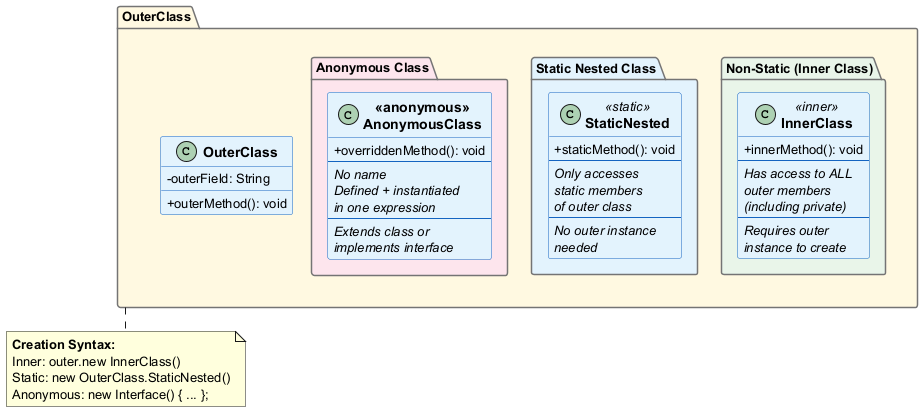 OuterClass
Anonymous Class
Static Nested Class
Non-Static (Inner Class)
C
OuterClass
-outerField: String
+outerMethod(): void
C
«anonymous»
AnonymousClass
+overriddenMethod(): void
No name
Defined + instantiated
in one expression
Extends class or
implements interface
C
«static»
StaticNested
+staticMethod(): void
Only accesses
static members
of outer class
No outer instance
needed
C
«inner»
InnerClass
+innerMethod(): void
Has access to ALL
outer members
(including private)
Requires outer
instance to create
Creation Syntax:
Inner: outer.new InnerClass()
Static: new OuterClass.StaticNested()
Anonymous: new Interface() { ... };